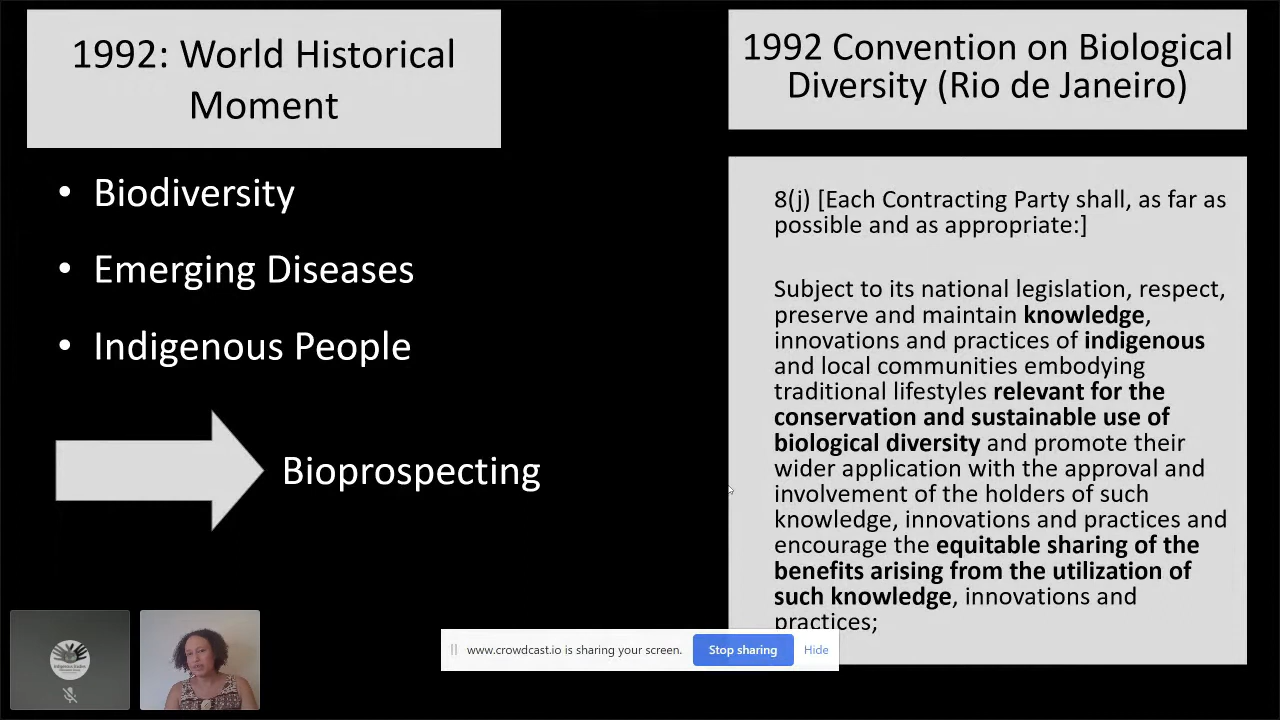 1992: World Historical
Moment
• Biodiversity
• Emerging Diseases
• Indigenous People
Bioprospecting
1992 Convention on Biological
Diversity (Rio de Janeiro)
8(j) [Each Contracting Party shall, as far as
possible and as appropriate:]
Subject to its national legislation, respect,
preserve and maintain knowledge,
innovations and practices of indigenous
and local communities embodying
traditional lifestyles relevant for the
conservation and sustainable use of
biological diversity and promote their
wider application with the approval and
involvement of the holders of such
knowledge, innovations and practices and
encourage the equitable sharing of the
benefits arising from the utilization of
such knowledge, innovations and
practices;
www.crowdcast.io is sharing your screen.
Stop sharing
Hide